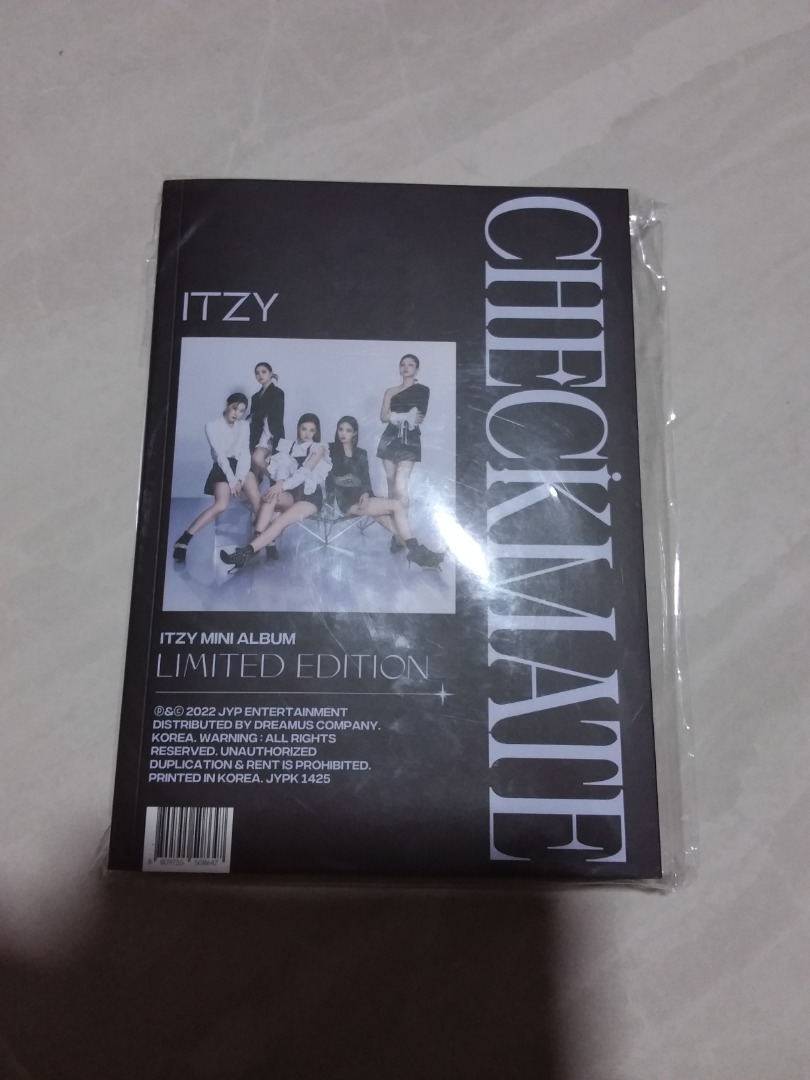 ITZY
ITZY MINI ALBUM
LIMITED EDITION
Ⓟ&Ⓒ 2022 JYP ENTERTAINMENT
DISTRIBUTED BY DREAMUS COMPANY.
KOREA. WARNING : ALL RIGHTS
RESERVED. UNAUTHORIZED
DUPLICATION & RENT IS PROHIBITED.
PRINTED IN KOREA. JYPK 1425
CHECKMATE